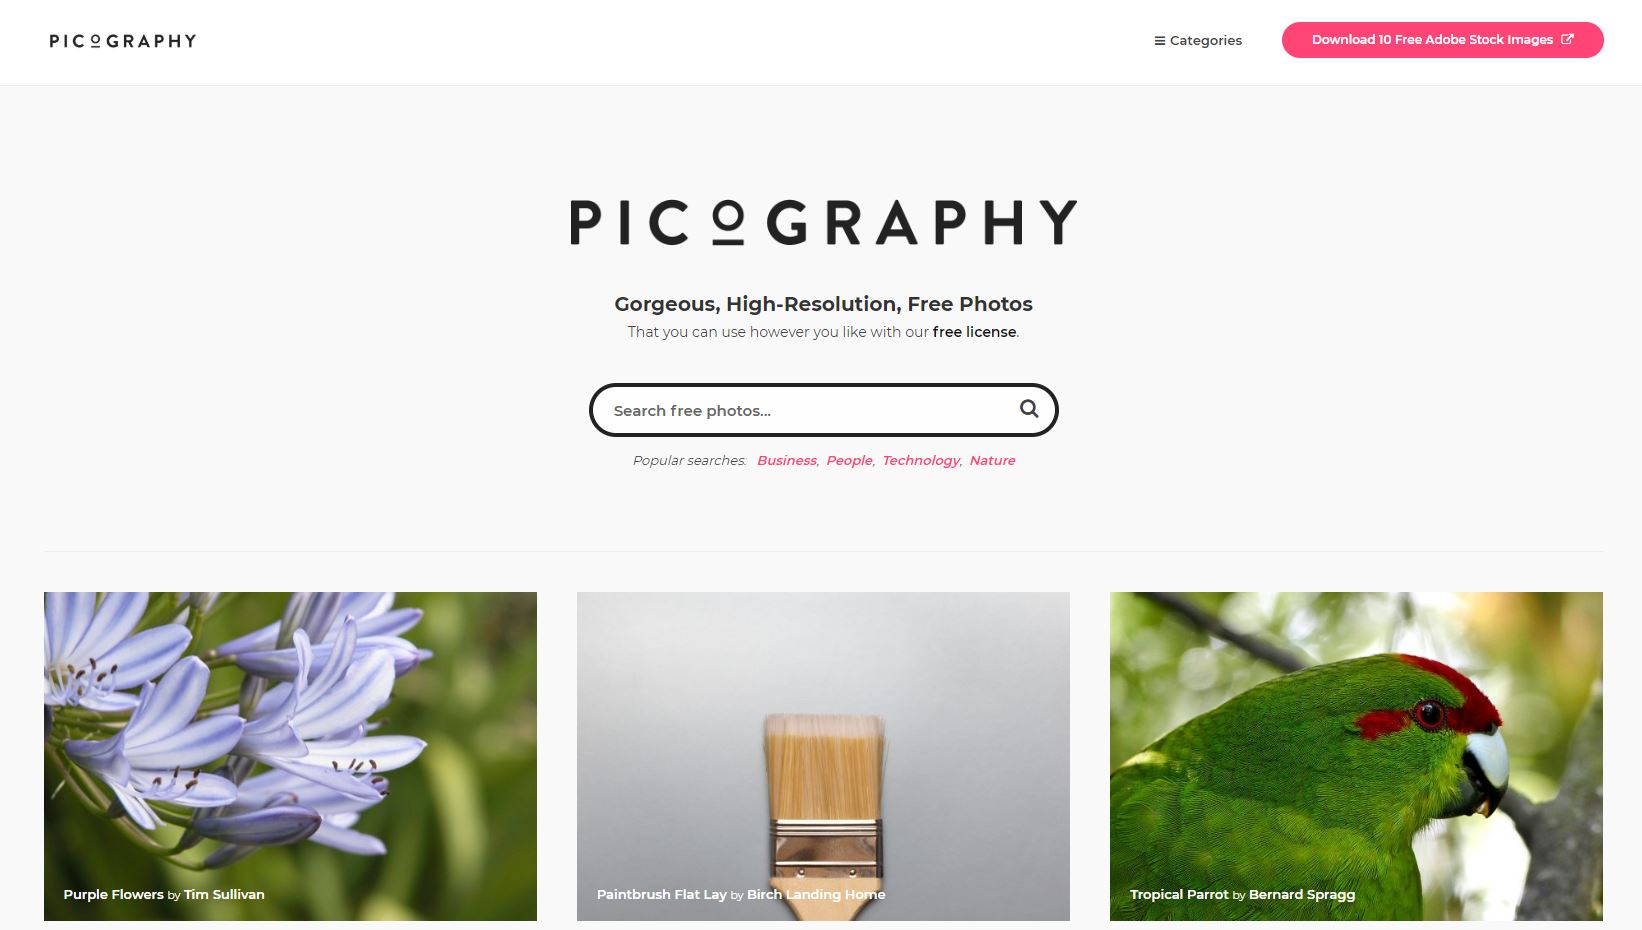 PICOGRAPHY
Categories
Download 10 Free Adobe Stock Images
PICOGRAPHY
Gorgeous, High-Resolution, Free Photos
That you can use however you like with our free license.
Search free photos...
Popular searches: Business, People, Technology, Nature
Purple Flowers by Tim Sullivan
Paintbrush Flat Lay by Birch Landing Home
Tropical Parrot by Bernard Spragg